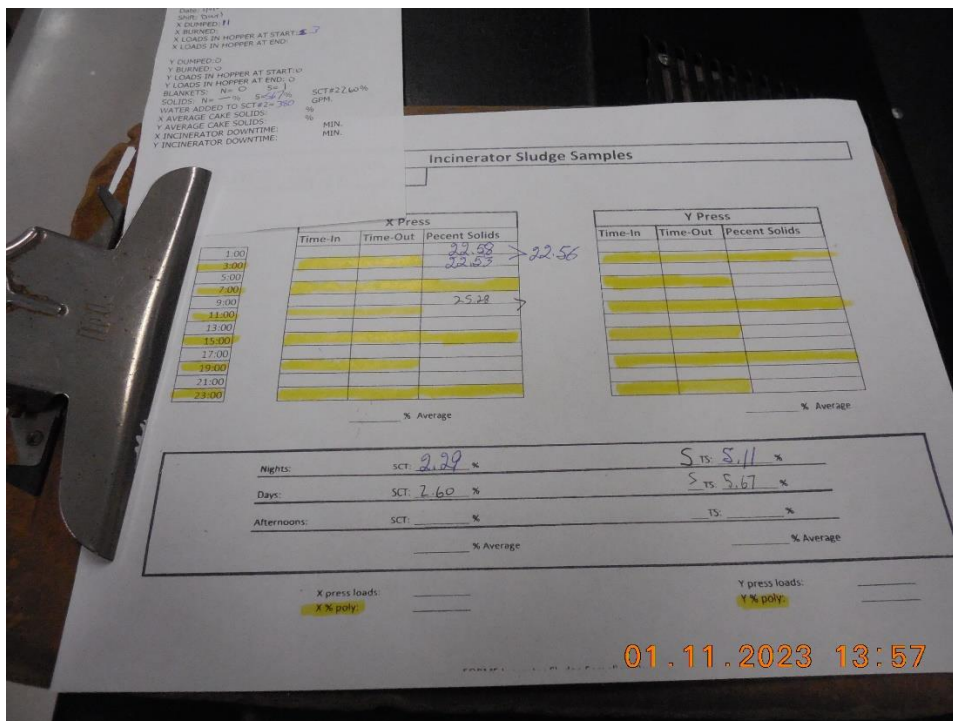 X DUMPED: 11
X BURNED:
X LOADS IN HOPPER AT START: 3
X LOADS IN HOPPER AT END:
Y DUMPED: O
Y BURNED: O
Y LOADS IN HOPPER AT START: O
Y LOADS IN HOPPER AT END: O
BLANKETS: N= O S= 1
SOLIDS: N= —% S=5.67% SCT#2 2.60%
WATER ADDED TO SCT#2= 350 GPM.
X AVERAGE CAKE SOLIDS: %
Y AVERAGE CAKE SOLIDS: %
X INCINERATOR DOWNTIME: MIN.
Y INCINERATOR DOWNTIME: MIN.
Incinerator Sludge Samples
X Press Y Press
Time-In Time-Out Pecent Solids Time-In Time-Out Pecent Solids
1:00 22.58 > 22.56
3:00 22.53
5:00
7:00
9:00 25.28 >
11:00
13:00
15:00
17:00
19:00
21:00
23:00
% Average % Average
Nights: SCT: 2.29 % S TS: 5.11 %
Days: SCT: 2.60 % S TS: 5.67 %
Afternoons: SCT: % TS: %
% Average % Average
X press loads: Y press loads:
X % poly: Y % poly:
01.11.2023 13:57